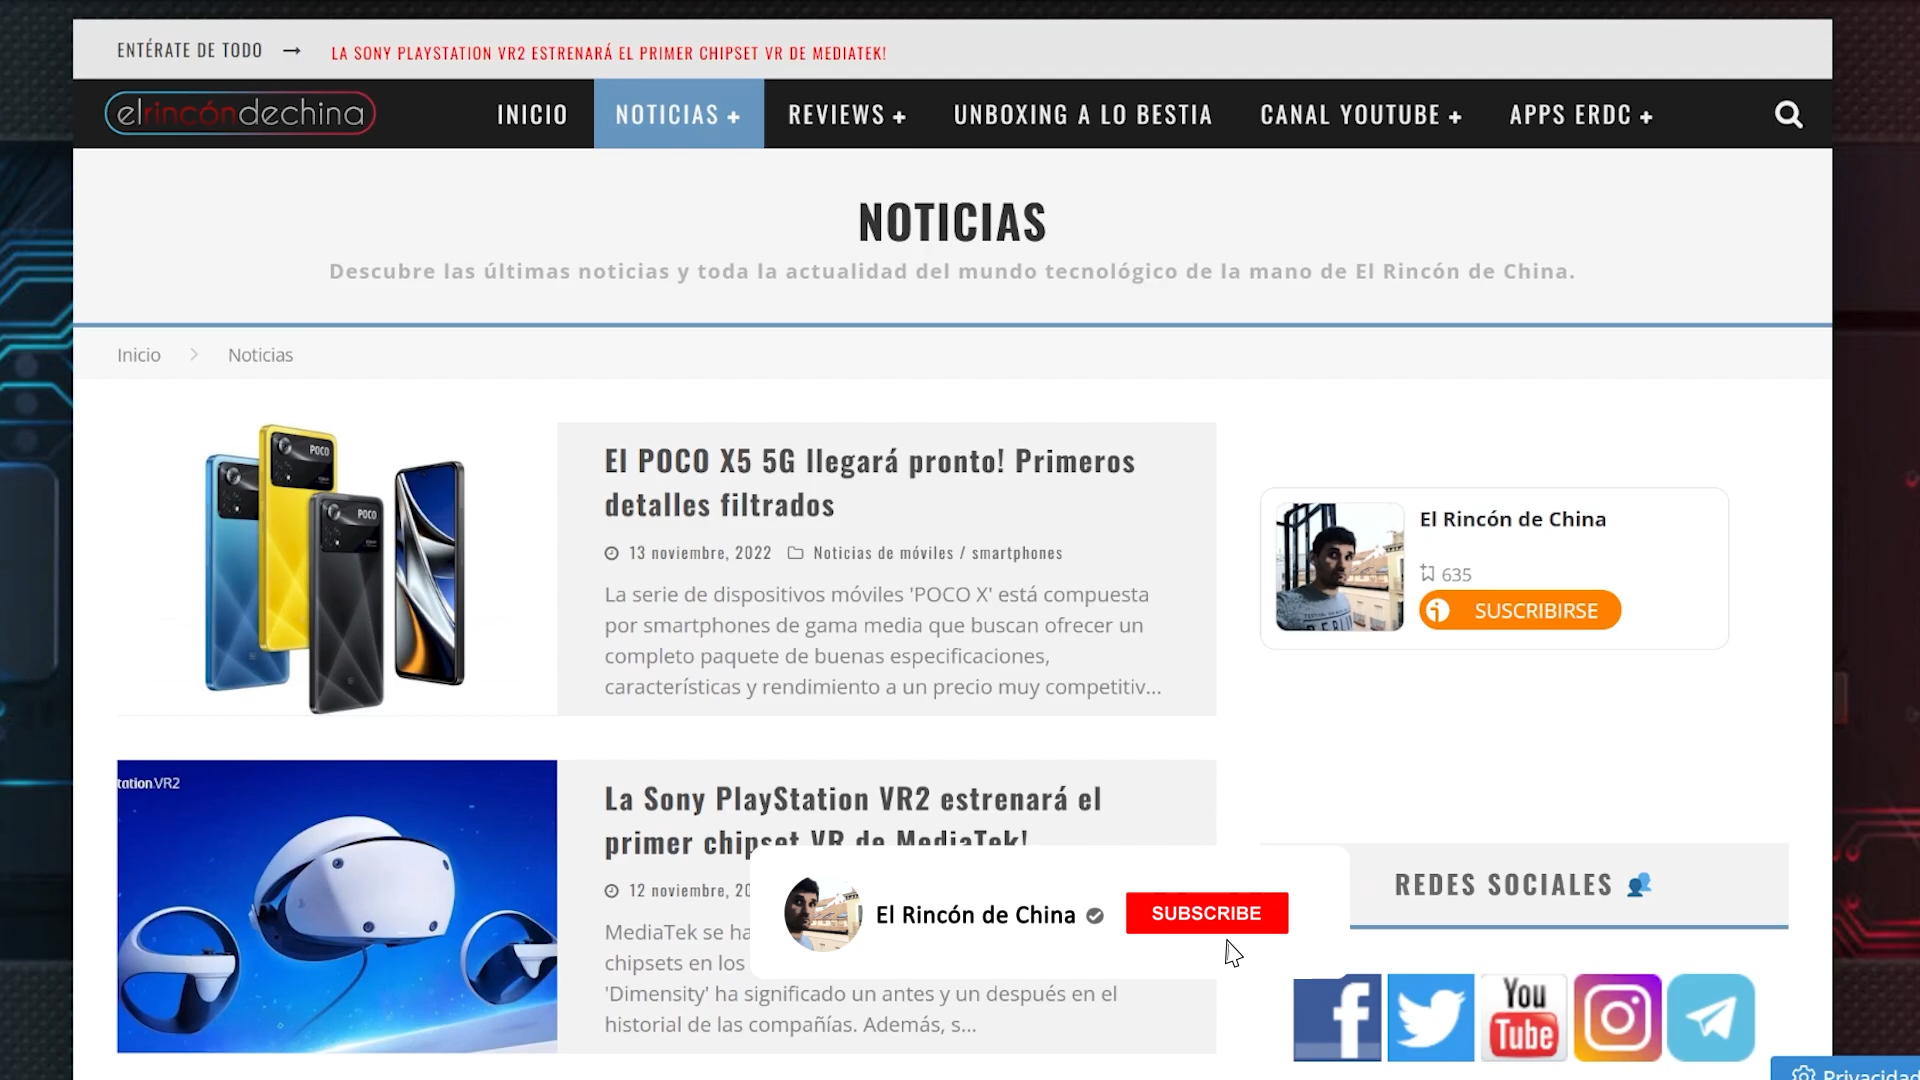 ENTÉRATE DE TODO → LA SONY PLAYSTATION VR2 ESTRENARÁ EL PRIMER CHIPSET VR DE MEDIATEK!
elrincóndechina INICIO NOTICIAS + REVIEWS + UNBOXING A LO BESTIA CANAL YOUTUBE + APPS ERDC +
NOTICIAS
Descubre las últimas noticias y toda la actualidad del mundo tecnológico de la mano de El Rincón de China.
Inicio > Noticias
POCO
POCO
El POCO X5 5G llegará pronto! Primeros
detalles filtrados
13 noviembre, 2022 Noticias de móviles / smartphones
La serie de dispositivos móviles 'POCO X' está compuesta
por smartphones de gama media que buscan ofrecer un
completo paquete de buenas especificaciones,
características y rendimiento a un precio muy competitiv...
El Rincón de China
635
SUSCRIBIRSE
tation.VR2
La Sony PlayStation VR2 estrenará el
primer chipset VR de MediaTek!
12 noviembre, 20
MediaTek se ha
chipsets en los
'Dimensity' ha significado un antes y un después en el
historial de las compañías. Además, s...
El Rincón de China SUBSCRIBE
REDES SOCIALES
You
Tube
Privacidad